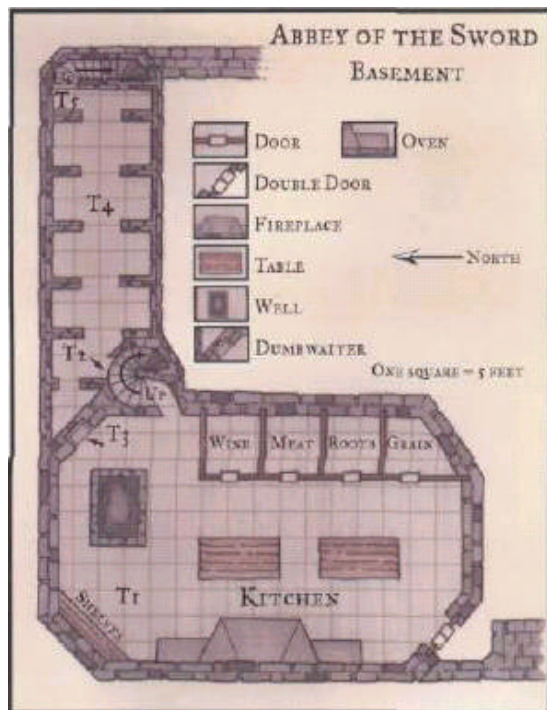 Abbey of the Sword
Basement
T5
Door
Oven
Double Door
T4
Fireplace
North
Table
Well
Dumbwaiter
T2
One square = 5 feet
Up
T3
Wine
Meat
Roots
Grain
T1
Kitchen
Shelves